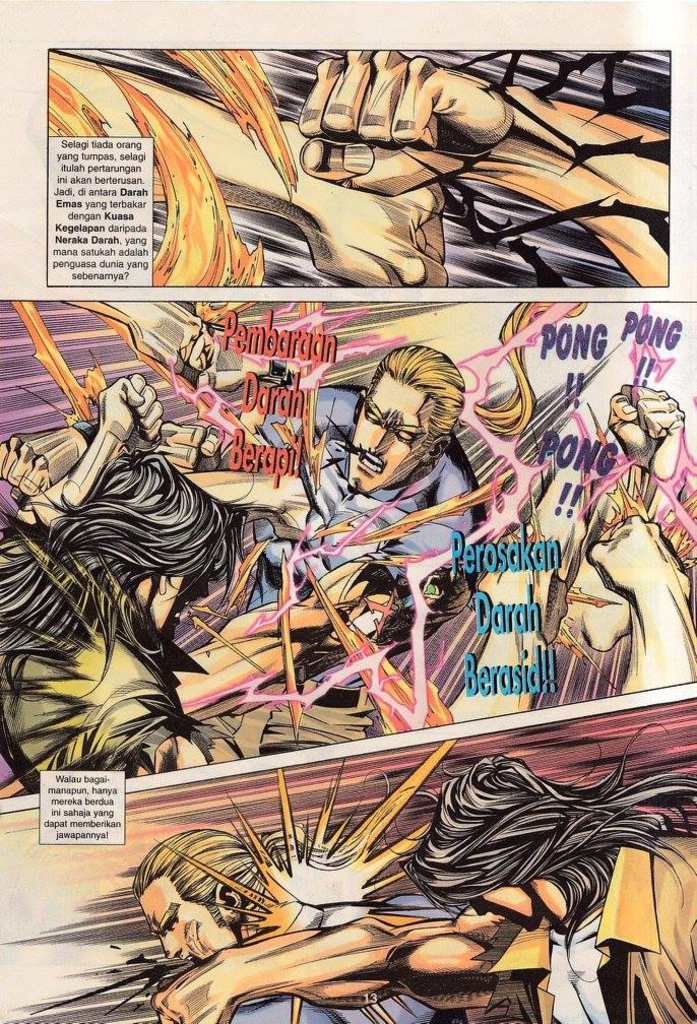 Selagi tiada orang
yang tumpas, selagi
itulah pertarungan
ini akan berterusan.
Jadi, di antara Darah
Emas yang terbakar
dengan Kuasa
Kegelapan daripada
Neraka Darah, yang
mana satukah adalah
penguasa dunia yang
sebenarnya?
Pembaraan
Darah
Berapi!
PONG
!!
PONG
!!
PONG
!!
Perosakan
Darah
Berasid!!
Walau bagai-
manapun, hanya
mereka berdua
ini sahaja yang
dapat memberikan
jawapannya!
13